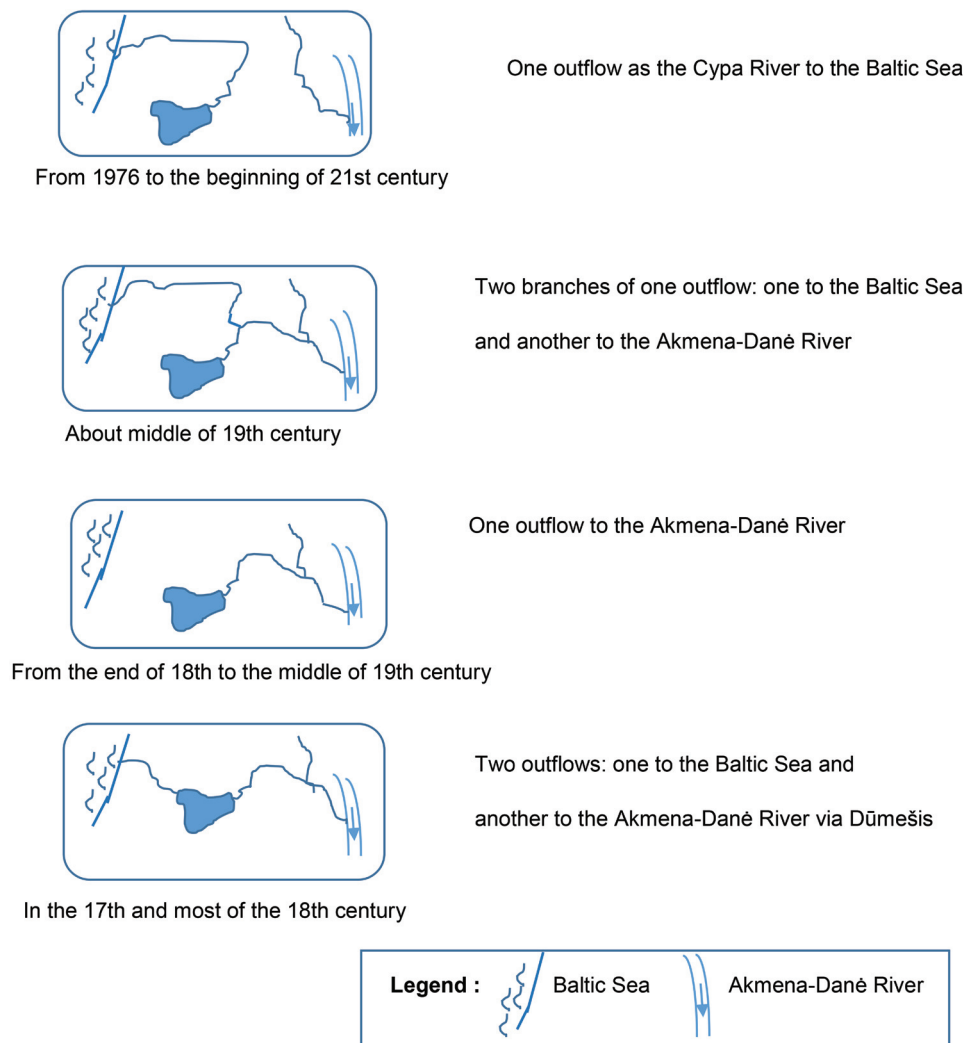 One outflow as the Cypa River to the Baltic Sea
From 1976 to the beginning of 21st century
Two branches of one outflow: one to the Baltic Sea
and another to the Akmena-Danė River
About middle of 19th century
One outflow to the Akmena-Danė River
From the end of 18th to the middle of 19th century
Two outflows: one to the Baltic Sea and
another to the Akmena-Danė River via Dūmešis
In the 17th and most of the 18th century
Legend : Baltic Sea Akmena-Danė River